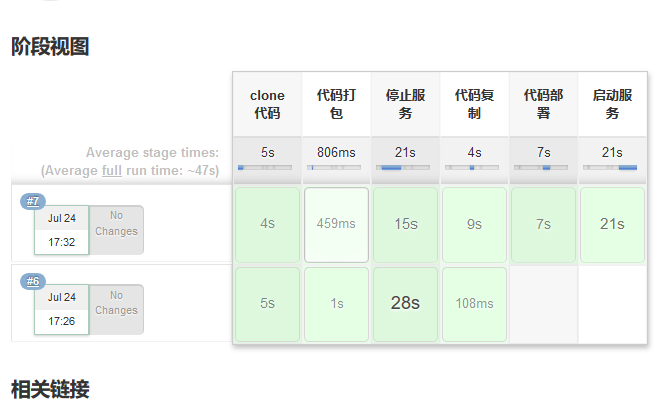 阶段视图
clone
代码
代码打
包
停止服
务
代码复
制
代码部
署
启动服
务
Average stage times:
(Average full run time: ~47s)
5s
806ms
21s
4s
7s
21s
#7
Jul 24
17:32
No
Changes
4s
459ms
15s
9s
7s
21s
#6
Jul 24
17:26
No
Changes
5s
1s
28s
108ms
相关链接